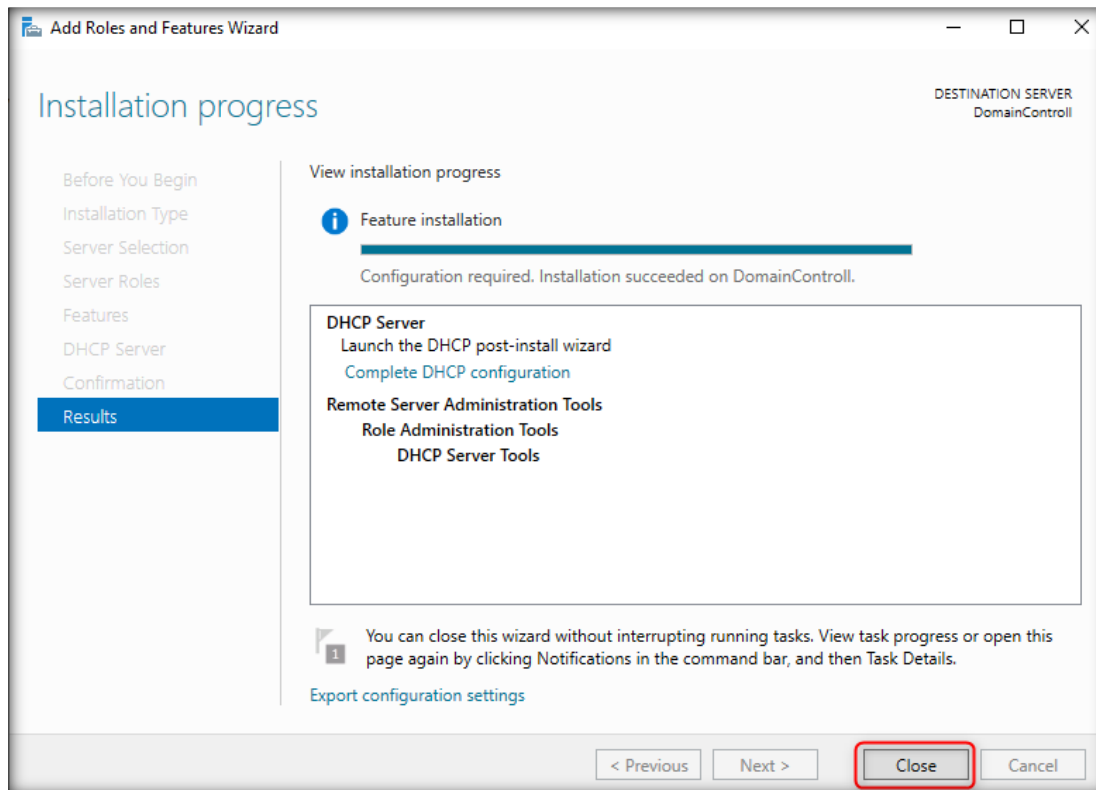 Add Roles and Features Wizard
Installation progress
DESTINATION SERVER
DomainControll
Before You Begin
Installation Type
Server Selection
Server Roles
Features
DHCP Server
Confirmation
Results
View installation progress
Feature installation
Configuration required. Installation succeeded on DomainControll.
DHCP Server
Launch the DHCP post-install wizard
Complete DHCP configuration
Remote Server Administration Tools
Role Administration Tools
DHCP Server Tools
1
You can close this wizard without interrupting running tasks. View task progress or open this
page again by clicking Notifications in the command bar, and then Task Details.
Export configuration settings
< Previous
Next >
Close
Cancel